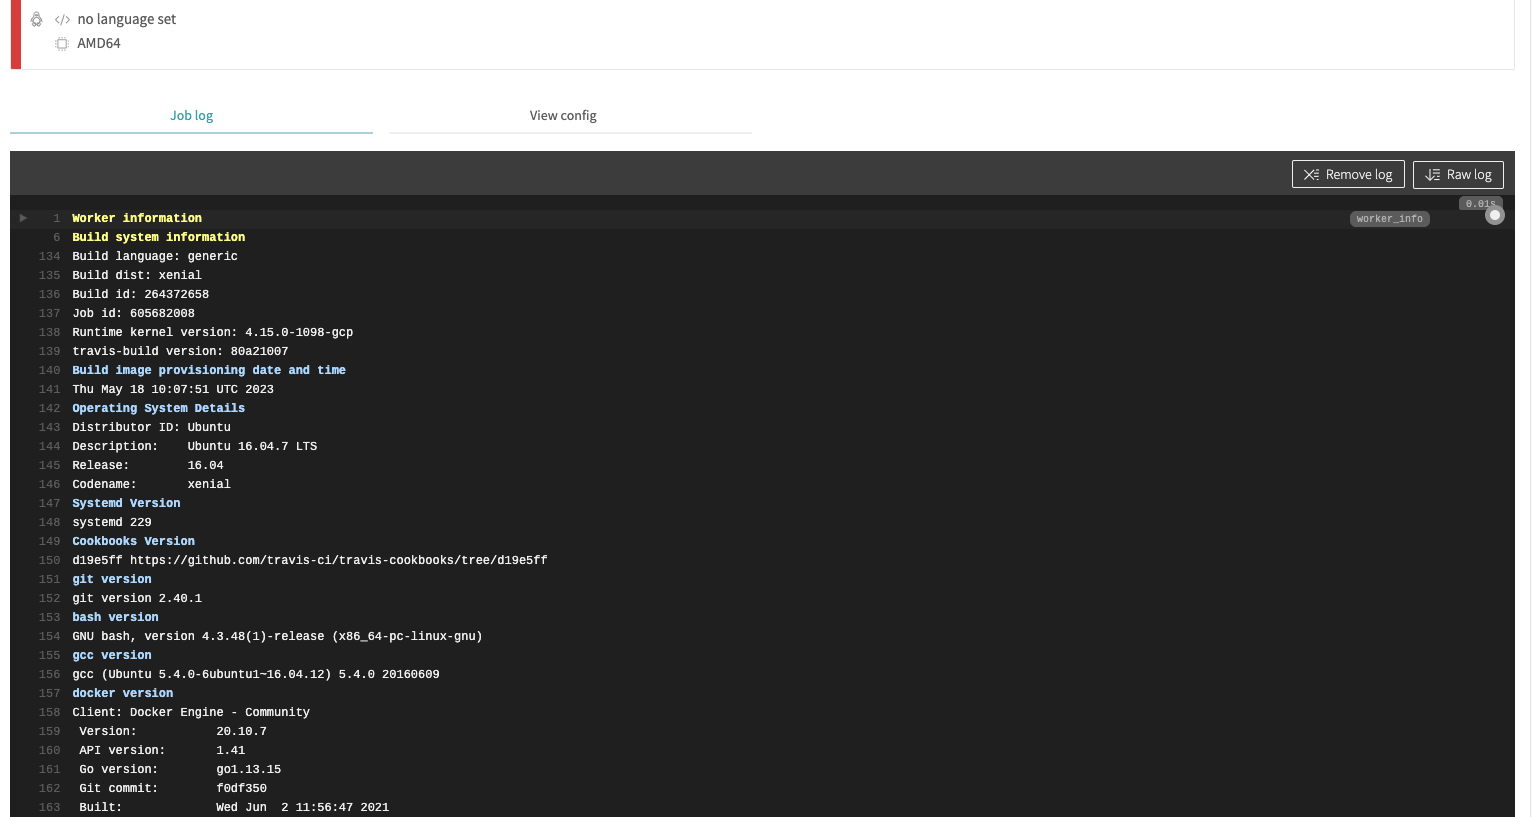 no language set
AMD64
Job log View config
Remove log Raw log
0.01s
1 Worker information worker_info
6 Build system information
134 Build language: generic
135 Build dist: xenial
136 Build id: 264372658
137 Job id: 605682008
138 Runtime kernel version: 4.15.0-1098-gcp
139 travis-build version: 80a21007
140 Build image provisioning date and time
141 Thu May 18 10:07:51 UTC 2023
142 Operating System Details
143 Distributor ID: Ubuntu
144 Description: Ubuntu 16.04.7 LTS
145 Release: 16.04
146 Codename: xenial
147 Systemd Version
148 systemd 229
149 Cookbooks Version
150 d19e5ff https://github.com/travis-ci/travis-cookbooks/tree/d19e5ff
151 git version
152 git version 2.40.1
153 bash version
154 GNU bash, version 4.3.48(1)-release (x86_64-pc-linux-gnu)
155 gcc version
156 gcc (Ubuntu 5.4.0-6ubuntu1~16.04.12) 5.4.0 20160609
157 docker version
158 Client: Docker Engine - Community
159 Version: 20.10.7
160 API version: 1.41
161 Go version: go1.13.15
162 Git commit: f0df350
163 Built: Wed Jun 2 11:56:47 2021